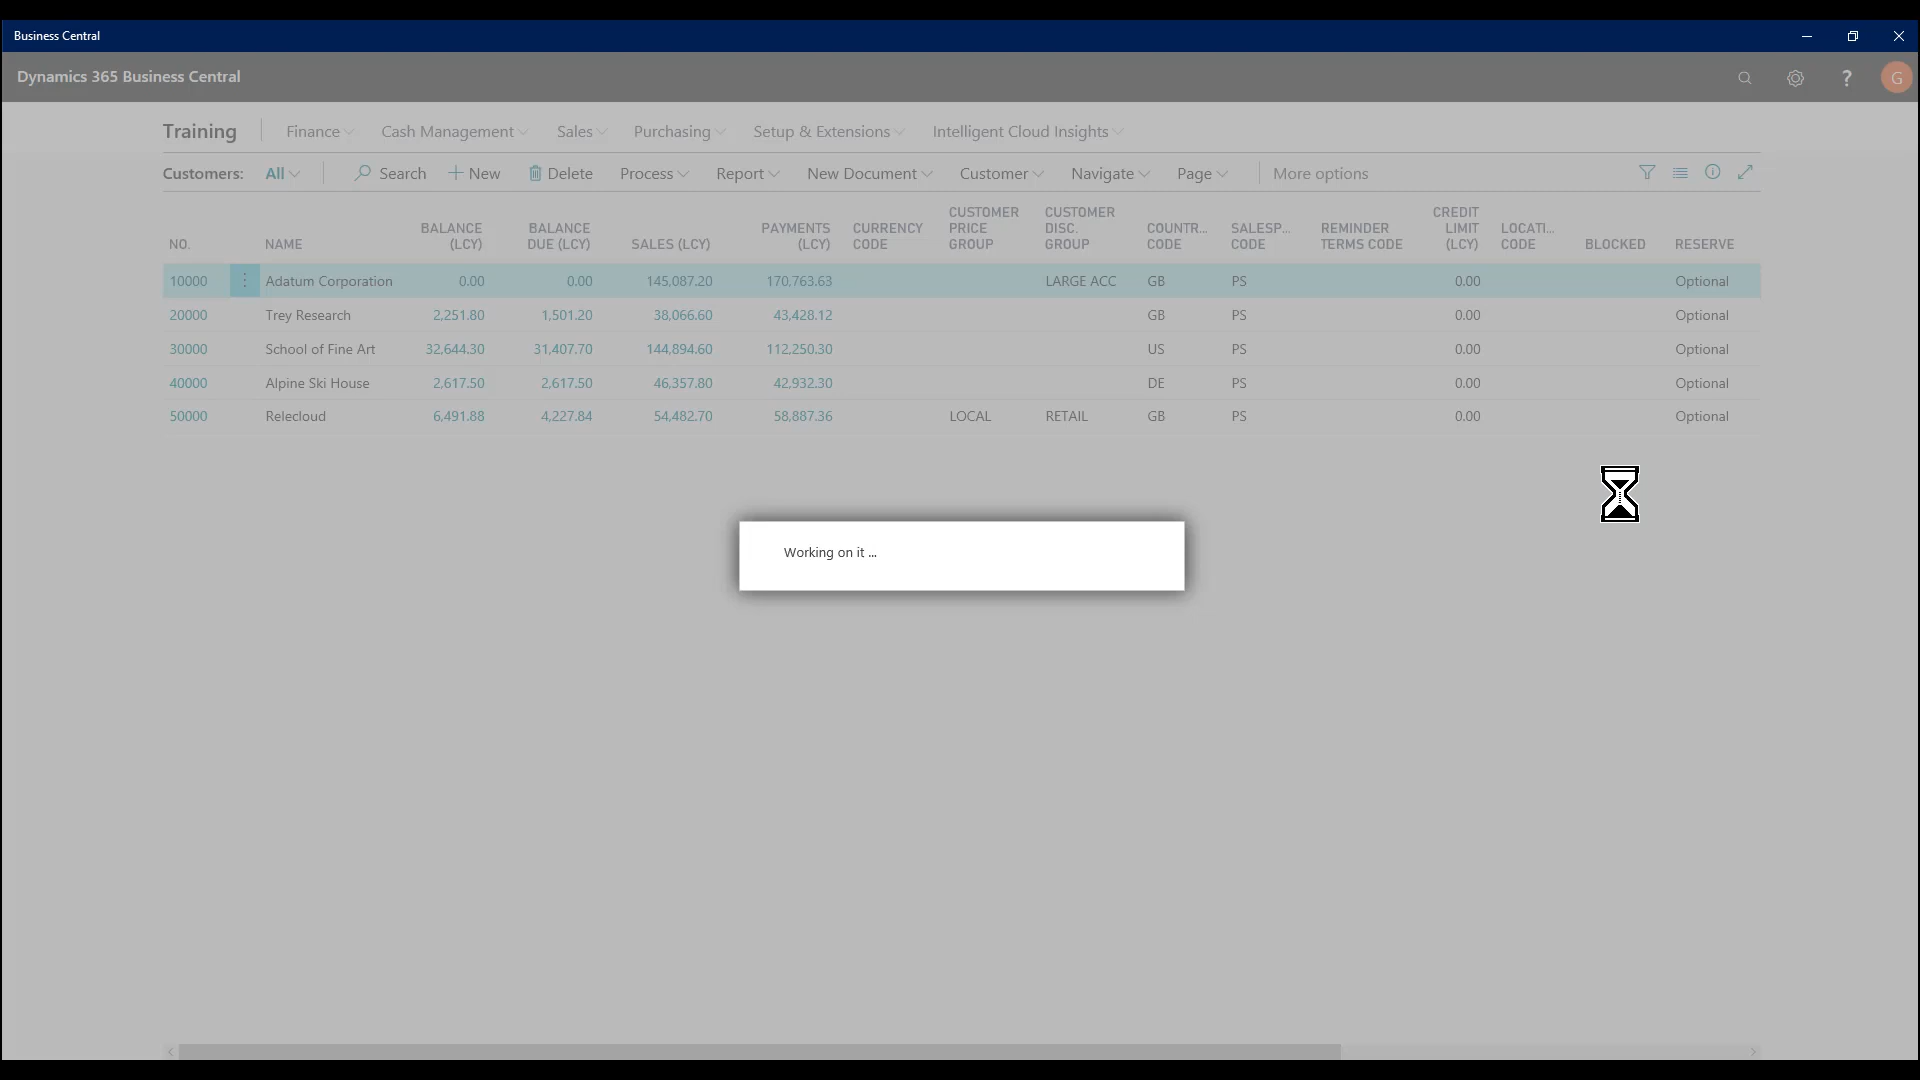 Business Central
Dynamics 365 Business Central
?
G
Training
Finance
Cash Management
Sales
Purchasing
Setup & Extensions
Intelligent Cloud Insights
Customers: All
Search
+ New
Delete
Process
Report
New Document
Customer
Navigate
Page
More options
NO.
NAME
BALANCE (LCY)
BALANCE DUE (LCY)
SALES (LCY)
PAYMENTS (LCY)
CURRENCY CODE
CUSTOMER PRICE GROUP
CUSTOMER DISC. GROUP
COUNTR... CODE
SALESP... CODE
REMINDER TERMS CODE
CREDIT LIMIT (LCY)
LOCATI... CODE
BLOCKED
RESERVE
10000 Adatum Corporation 0.00 0.00 145,087.20 170,763.63 LARGE ACC GB PS 0.00 Optional
20000 Trey Research 2,251.80 1,501.20 38,066.60 43,428.12 GB PS 0.00 Optional
30000 School of Fine Art 32,644.30 31,407.70 144,894.60 112,250.30 US PS 0.00 Optional
40000 Alpine Ski House 2,617.50 2,617.50 46,357.80 42,932.30 DE PS 0.00 Optional
50000 Relecloud 6,491.88 4,227.84 54,482.70 58,887.36 LOCAL RETAIL GB PS 0.00 Optional
Working on it ...